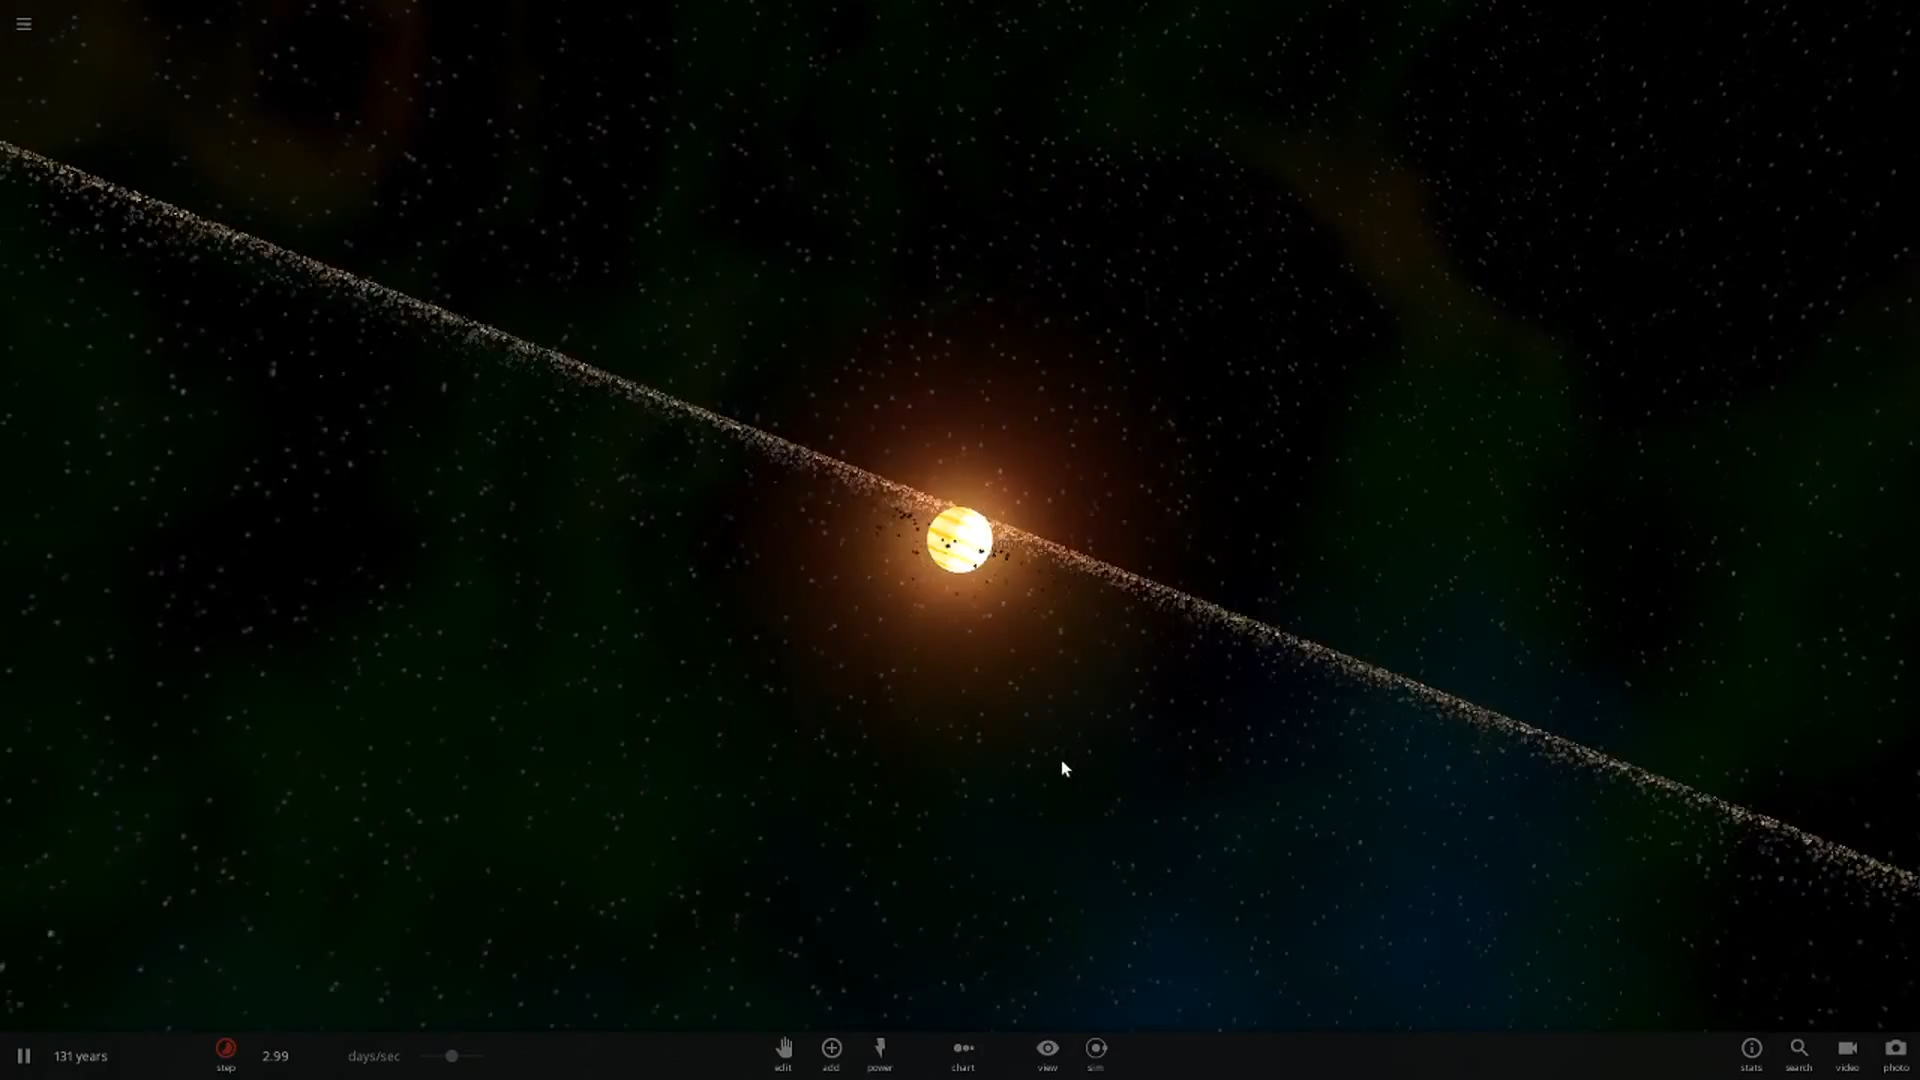 131 years
step
2.99
days/sec
edit
add
power
chart
view
sim
stats
search
video
photo